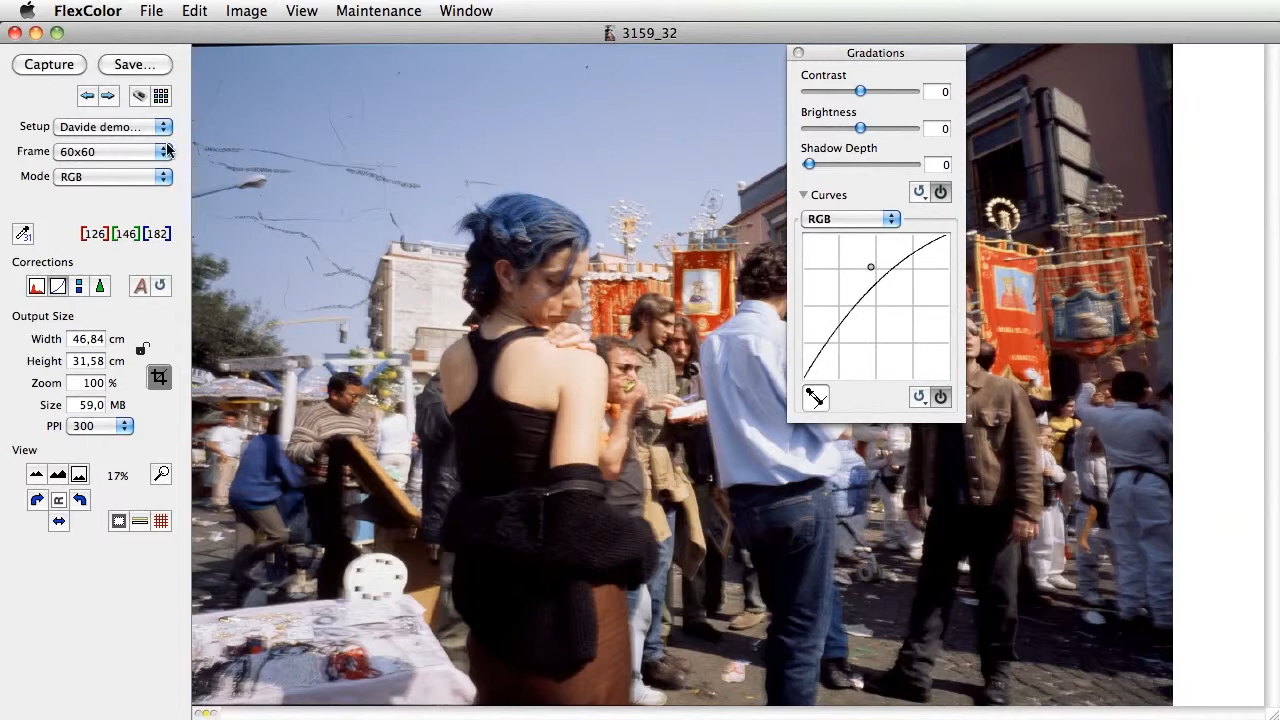 FlexColor File Edit Image View Maintenance Window
3159_32
Capture Save...
Setup Davide demo...
Frame 60x60
Mode RGB
[126] [146] [182]
Corrections
A
Output Size
Width 46,84 cm
Height 31,58 cm
Zoom 100 %
Size 59,0 MB
PPI 300
View
17%
R
Gradations
Contrast
0
Brightness
0
Shadow Depth
0
Curves
RGB